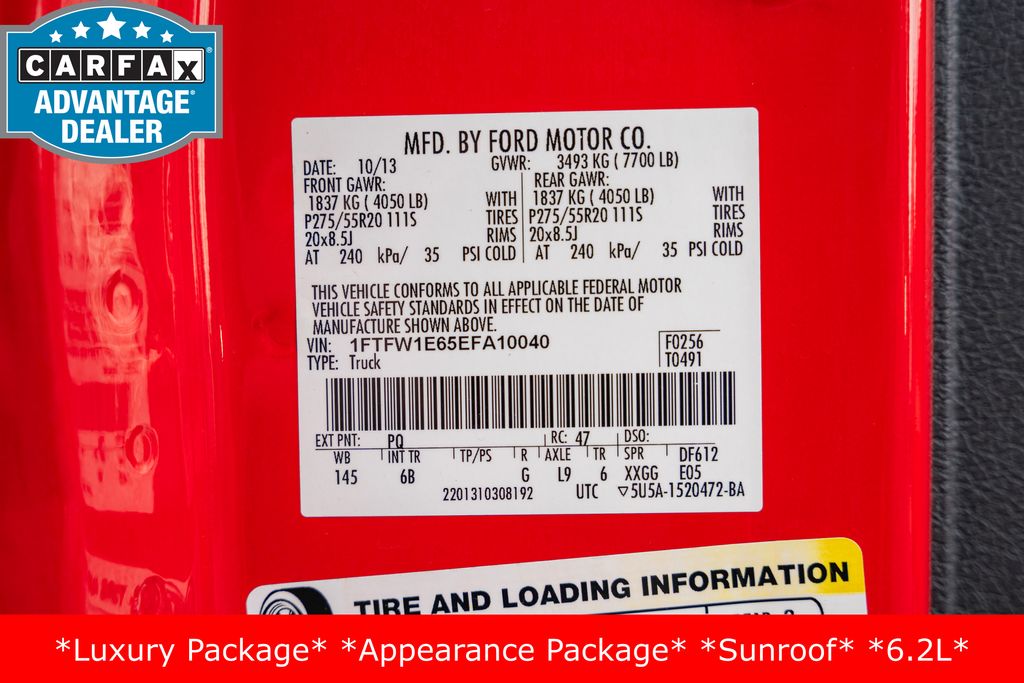 CARFAX®
ADVANTAGE®
DEALER
MFD. BY FORD MOTOR CO.
DATE: 10/13 GVWR: 3493 KG ( 7700 LB)
FRONT GAWR: REAR GAWR:
1837 KG ( 4050 LB) WITH 1837 KG ( 4050 LB) WITH
P275/55R20 111S TIRES P275/55R20 111S TIRES
20x8.5J RIMS 20x8.5J RIMS
AT 240 kPa/ 35 PSI COLD AT 240 kPa/ 35 PSI COLD
THIS VEHICLE CONFORMS TO ALL APPLICABLE FEDERAL MOTOR
VEHICLE SAFETY STANDARDS IN EFFECT ON THE DATE OF
MANUFACTURE SHOWN ABOVE.
VIN: 1FTFW1E65EFA10040 F0256
TYPE: Truck T0491
EXT PNT: PQ RC: 47 DSO:
WB INT TR TP/PS R AXLE TR SPR DF612
145 6B G L9 6 XXGG E05
2201310308192 UTC ▽5U5A-1520472-BA
TIRE AND LOADING INFORMATION
*Luxury Package* *Appearance Package* *Sunroof* *6.2L*